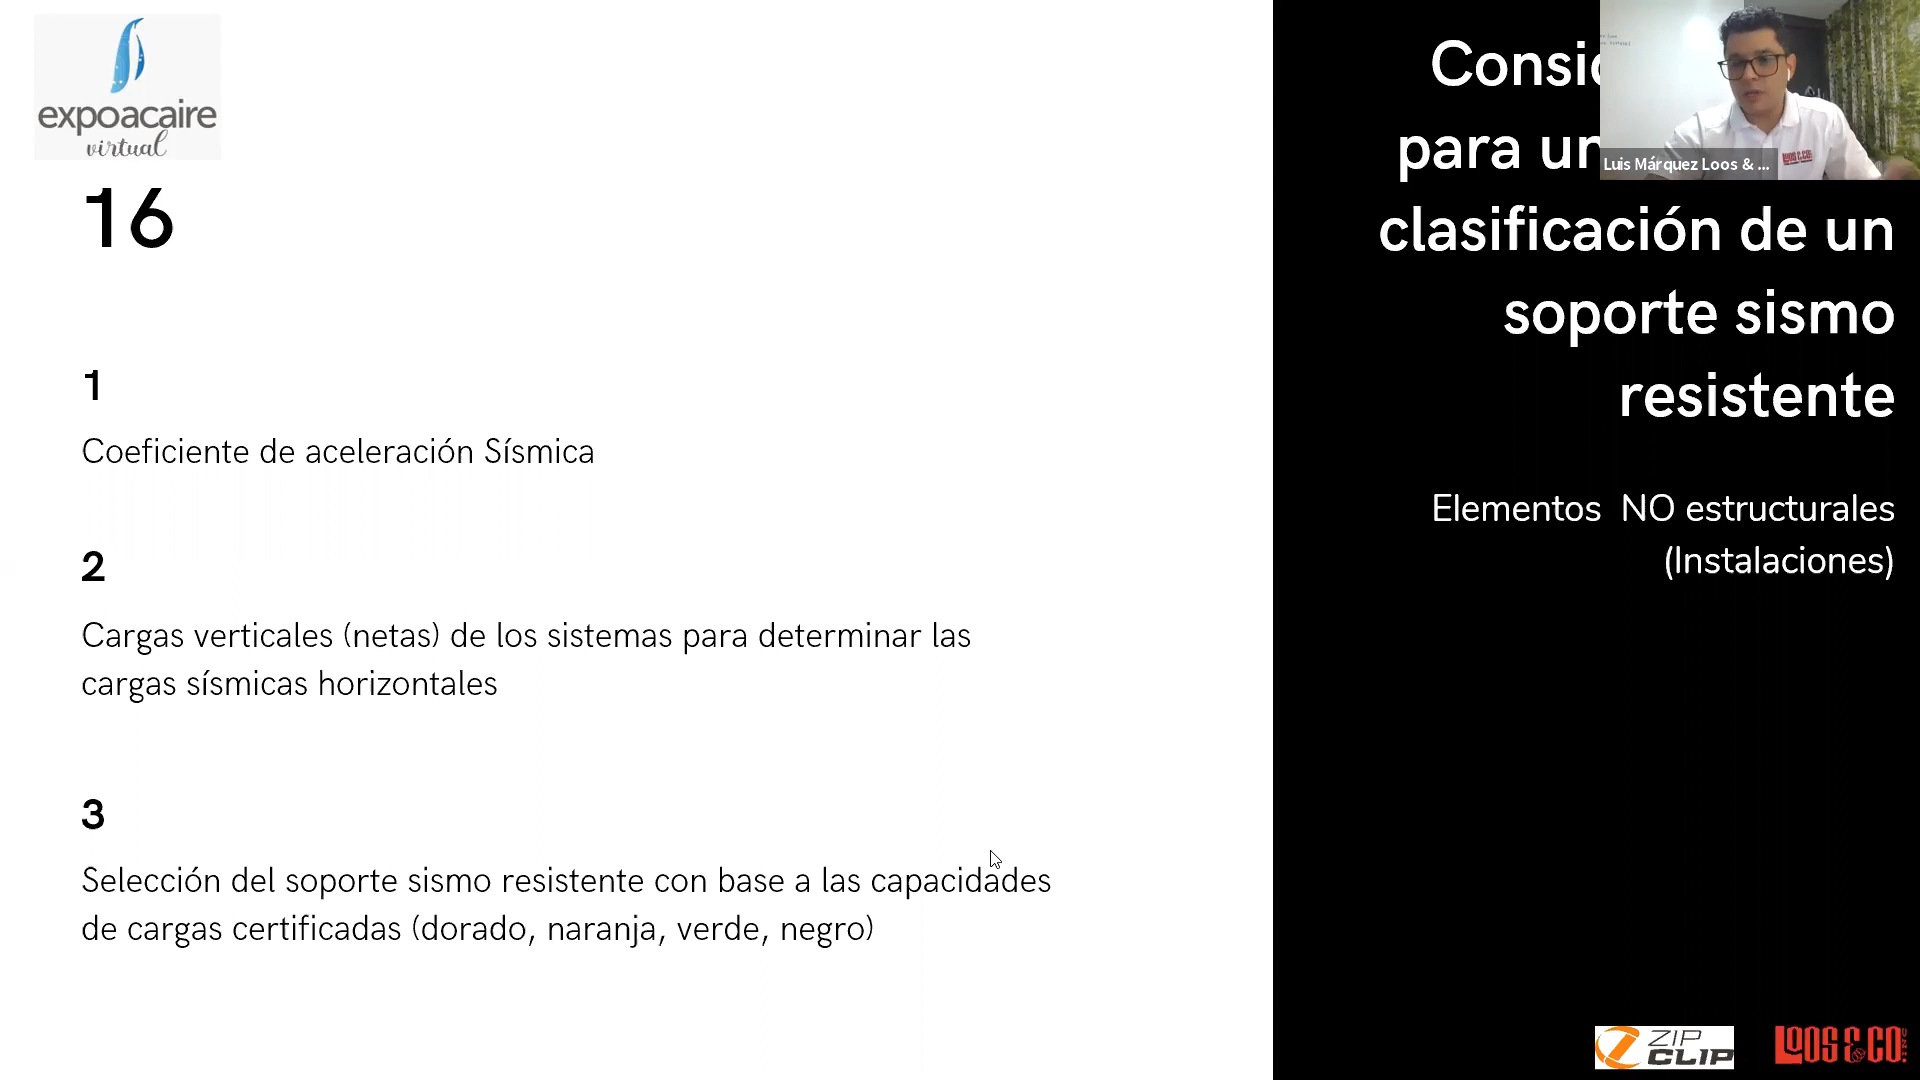 expoacaire
virtual
16
1
Coeficiente de aceleración Sísmica
2
Cargas verticales (netas) de los sistemas para determinar las
cargas sísmicas horizontales
3
Selección del soporte sismo resistente con base a las capacidades
de cargas certificadas (dorado, naranja, verde, negro)
para
clasificación de un
soporte sismo
resistente
Elementos NO estructurales
(Instalaciones)
Luis Márquez Loos & ...
ZIP
CLIP
LOOS & CO. INC